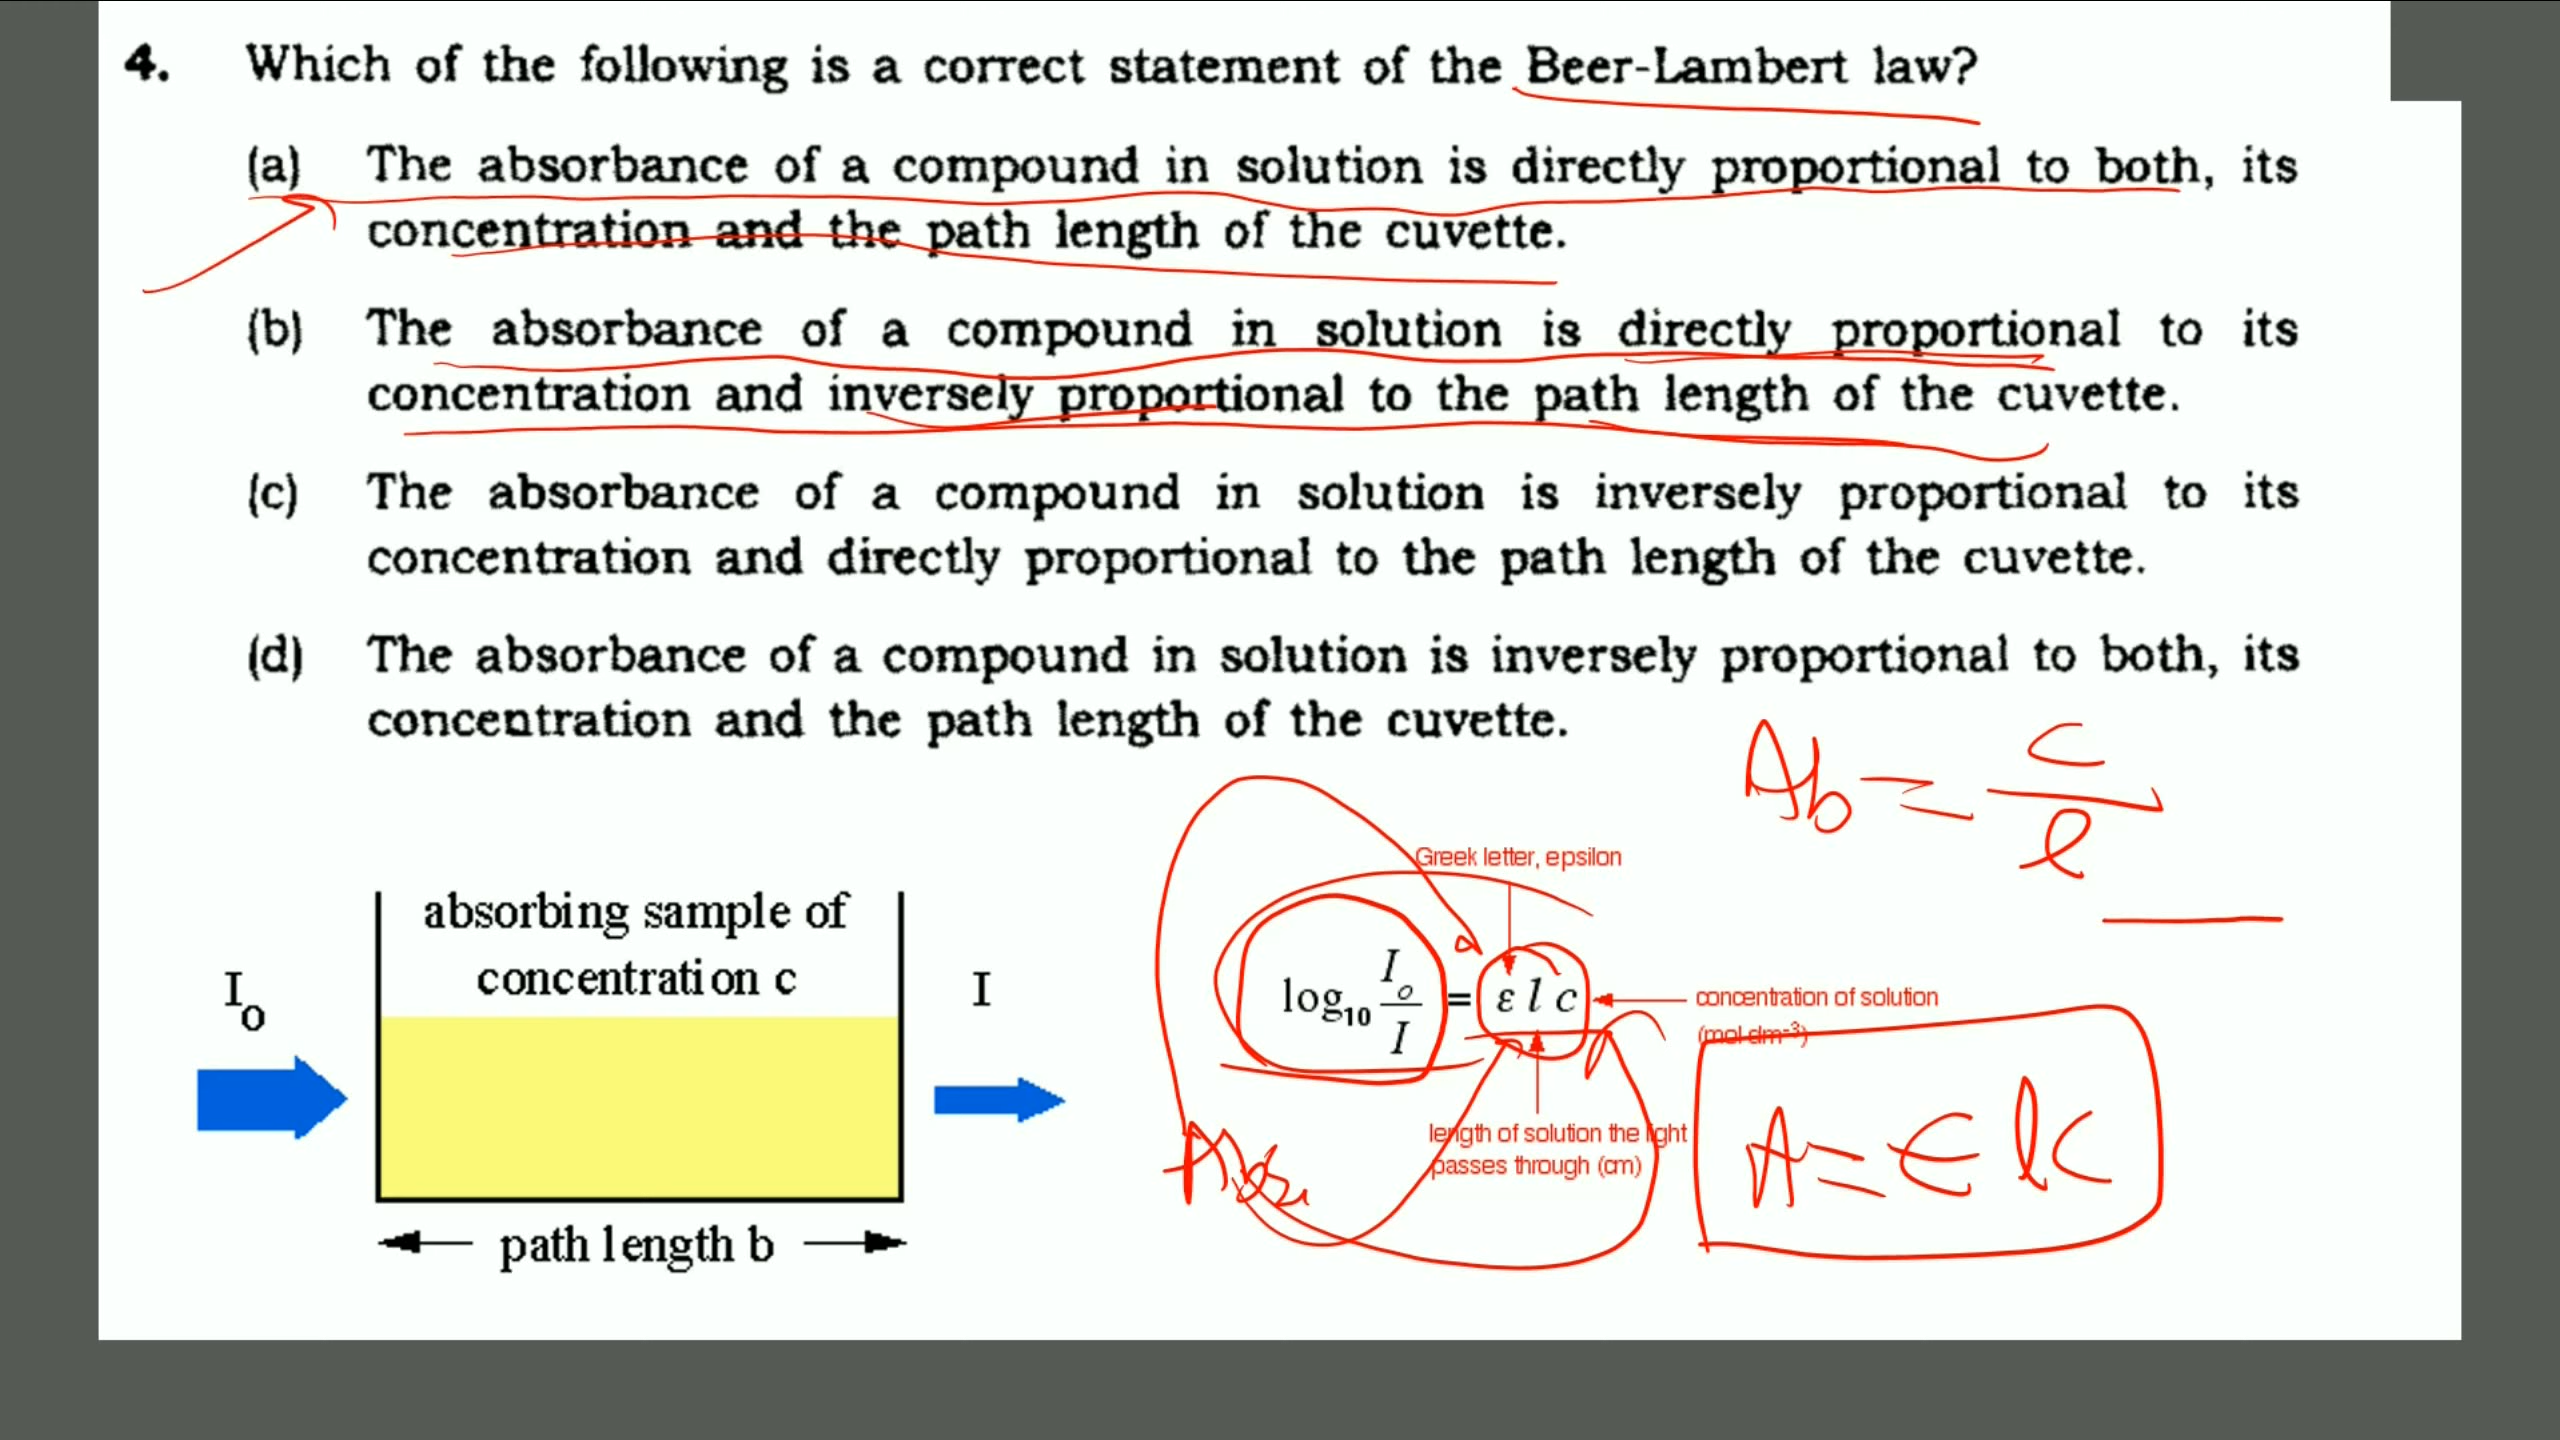 4. Which of the following is a correct statement of the Beer-Lambert law?
(a) The absorbance of a compound in solution is directly proportional to both, its
concentration and the path length of the cuvette.
(b) The absorbance of a compound in solution is directly proportional to its
concentration and inversely proportional to the path length of the cuvette.
(c) The absorbance of a compound in solution is inversely proportional to its
concentration and directly proportional to the path length of the cuvette.
(d) The absorbance of a compound in solution is inversely proportional to both, its
concentration and the path length of the cuvette.
Ab = c/l
absorbing sample of
concentration c
I₀
I
path length b
Greek letter, epsilon
log₁₀ Iₒ/I = ε l c
concentration of solution
(mol dm⁻³)
length of solution the light
passes through (cm)
A = ε l c